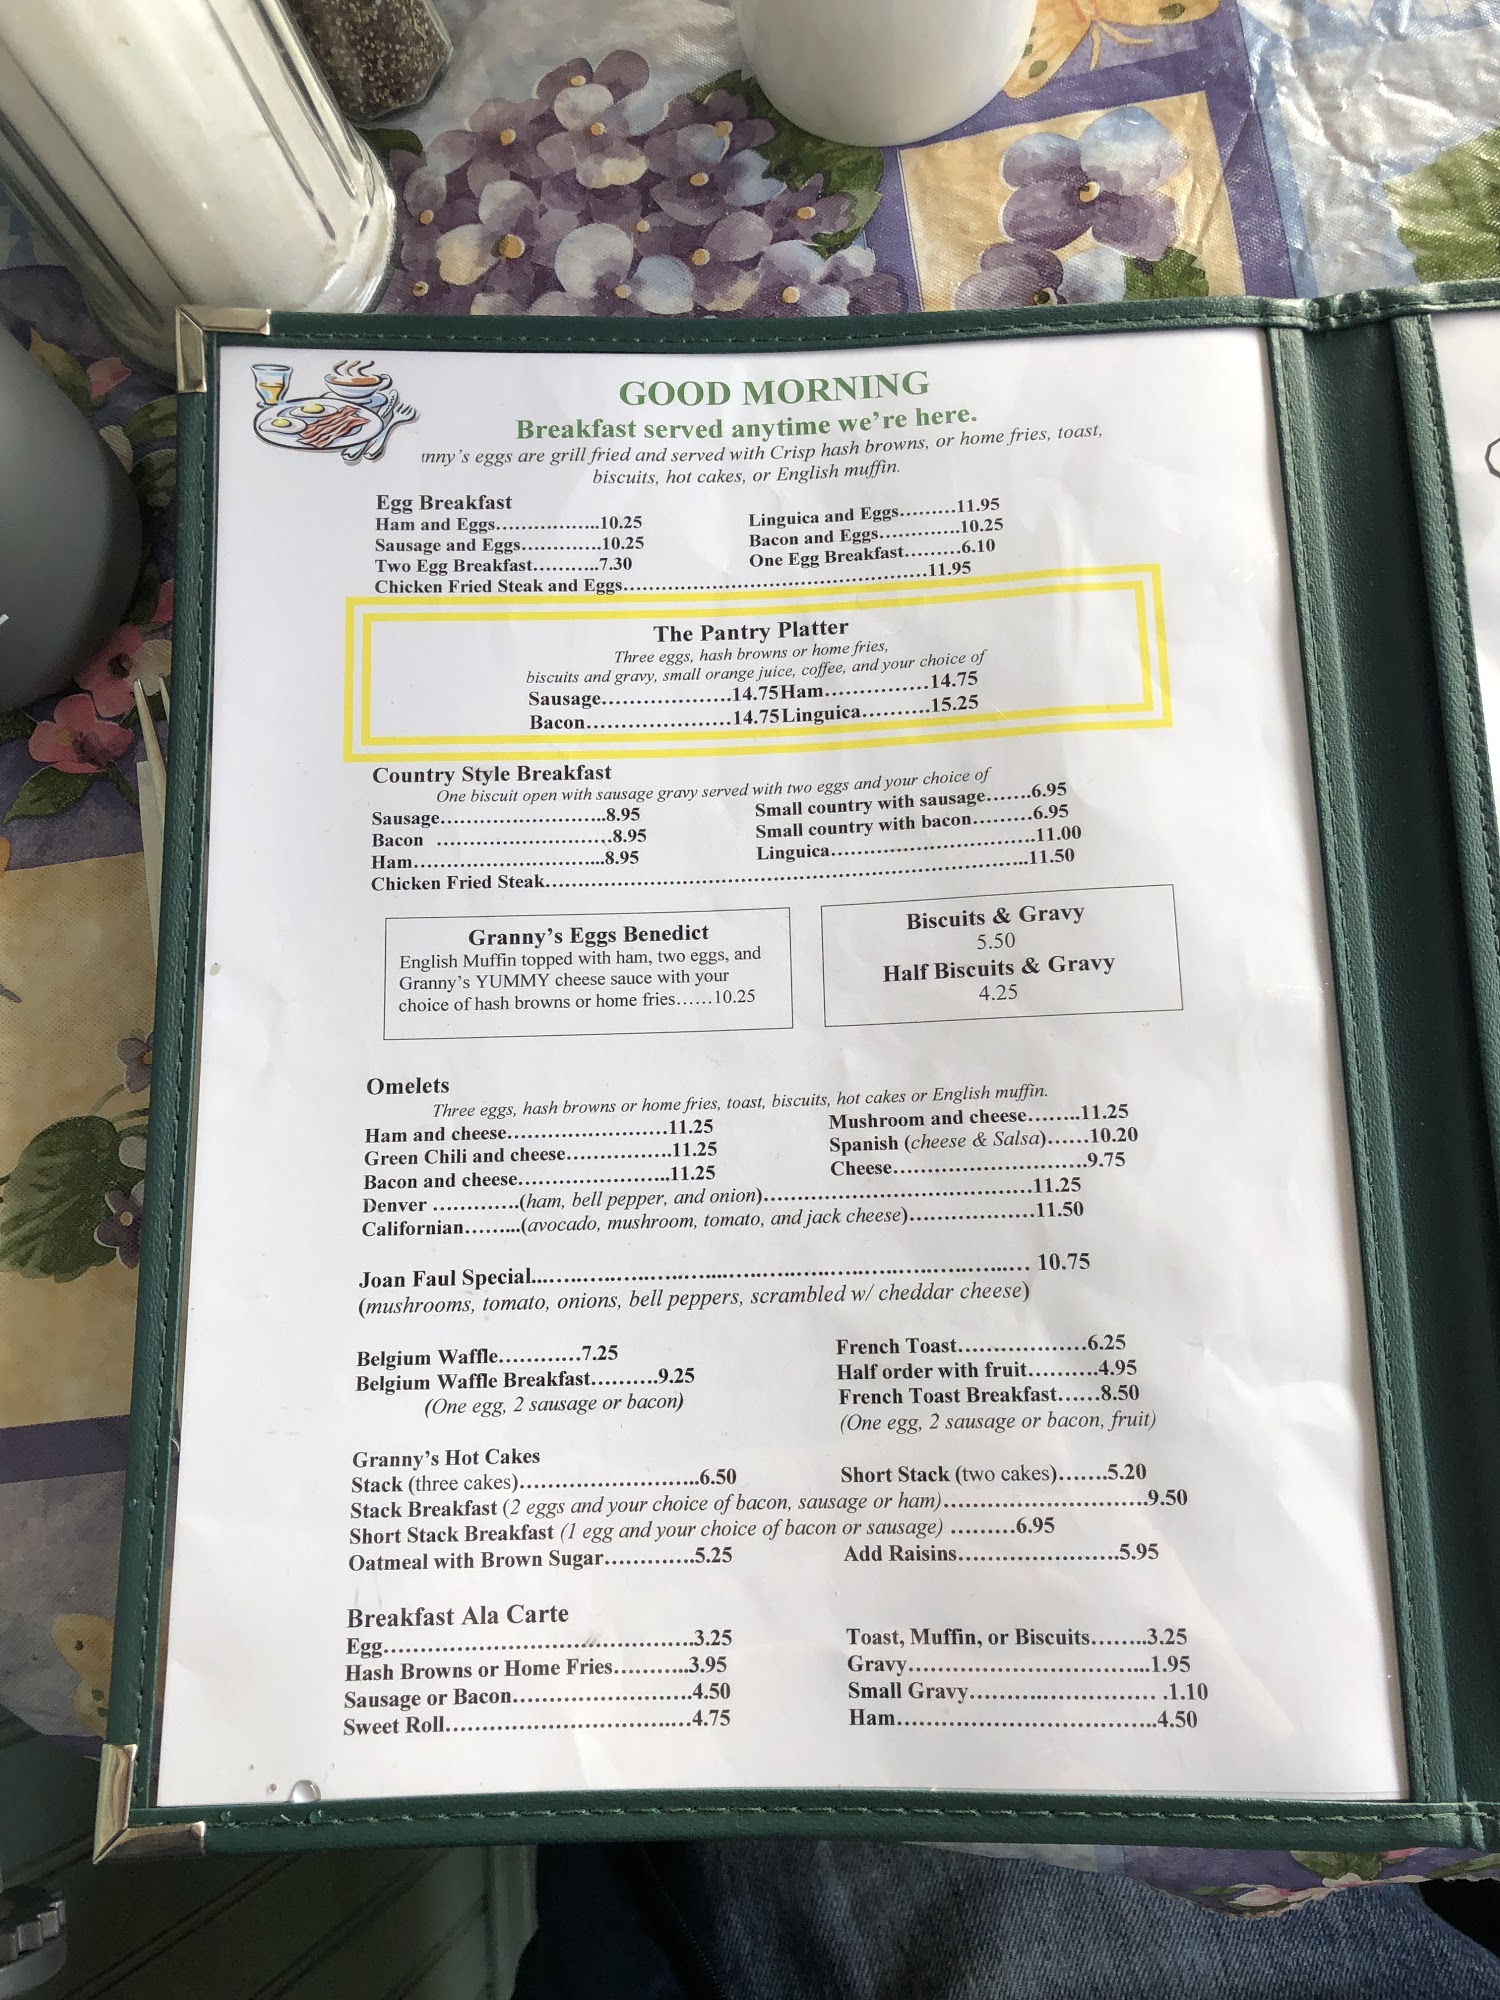 GOOD MORNING
Breakfast served anytime we're here.
nny's eggs are grill fried and served with Crisp hash browns, or home fries, toast,
biscuits, hot cakes, or English muffin.
Egg Breakfast
Ham and Eggs..................10.25
Linguica and Eggs.........11.95
Sausage and Eggs.............10.25
Bacon and Eggs.............10.25
Two Egg Breakfast..........7.30
One Egg Breakfast.........6.10
Chicken Fried Steak and Eggs......................................................11.95
The Pantry Platter
Three eggs, hash browns or home fries,
biscuits and gravy, small orange juice, coffee, and your choice of
Sausage....................14.75 Ham................14.75
Bacon......................14.75 Linguica..........15.25
Country Style Breakfast
One biscuit open with sausage gravy served with two eggs and your choice of
Sausage.........................8.95
Small country with sausage.......6.95
Bacon ..........................8.95
Small country with bacon.........6.95
Ham.............................8.95
Linguica...............................11.00
Chicken Fried Steak...........................................................................11.50
Granny's Eggs Benedict
English Muffin topped with ham, two eggs, and
Granny's YUMMY cheese sauce with your
choice of hash browns or home fries......10.25
Biscuits & Gravy
5.50
Half Biscuits & Gravy
4.25
Omelets
Three eggs, hash browns or home fries, toast, biscuits, hot cakes or English muffin.
Ham and cheese........................11.25
Mushroom and cheese........11.25
Green Chili and cheese................11.25
Spanish (cheese & Salsa)......10.20
Bacon and cheese.......................11.25
Cheese.............................9.75
Denver .............(ham, bell pepper, and onion).........................................11.25
Californian.........(avocado, mushroom, tomato, and jack cheese)...................11.50
Joan Faul Special........................................................................... 10.75
(mushrooms, tomato, onions, bell peppers, scrambled w/ cheddar cheese)
Belgium Waffle............7.25
French Toast...................6.25
Belgium Waffle Breakfast..........9.25
Half order with fruit..........4.95
(One egg, 2 sausage or bacon)
French Toast Breakfast......8.50
(One egg, 2 sausage or bacon, fruit)
Granny's Hot Cakes
Stack (three cakes)...........................6.50
Short Stack (two cakes).......5.20
Stack Breakfast (2 eggs and your choice of bacon, sausage or ham)..............................9.50
Short Stack Breakfast (1 egg and your choice of bacon or sausage) .........6.95
Oatmeal with Brown Sugar.............5.25
Add Raisins........................5.95
Breakfast Ala Carte
Egg..............................................3.25
Toast, Muffin, or Biscuits........3.25
Hash Browns or Home Fries...........3.95
Gravy....................................1.95
Sausage or Bacon...........................4.50
Small Gravy............................ .1.10
Sweet Roll.....................................4.75
Ham.......................................4.50